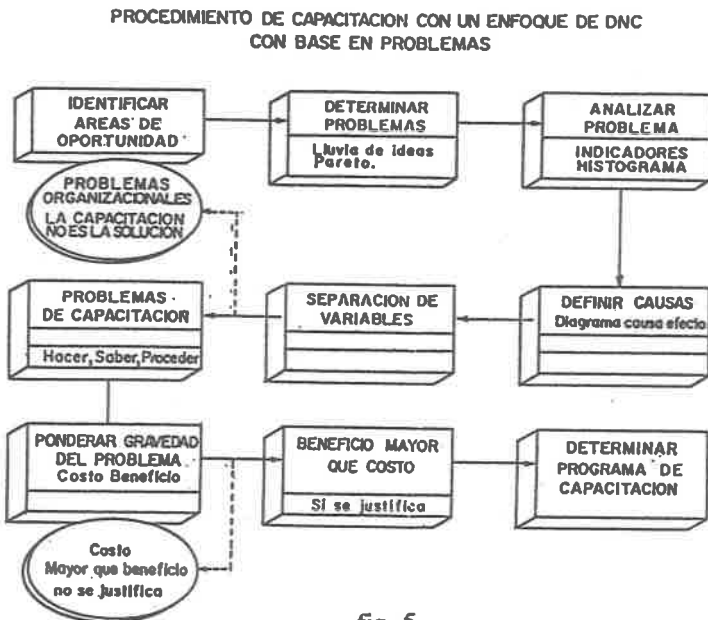 PROCEDIMIENTO DE CAPACITACION CON UN ENFOQUE DE DNC
CON BASE EN PROBLEMAS
IDENTIFICAR
AREAS DE
OPORTUNIDAD
DETERMINAR
PROBLEMAS
Lluvia de ideas
Pareto.
ANALIZAR
PROBLEMA
INDICADORES
HISTOGRAMA
PROBLEMAS
ORGANIZACIONALES
LA CAPACITACION
NO ES LA SOLUCION
PROBLEMAS
DE CAPACITACION
Hacer, Saber, Proceder
SEPARACION DE
VARIABLES
DEFINIR CAUSAS
Diagrama causa efecto
PONDERAR GRAVEDAD
DEL PROBLEMA
Costo Beneficio
BENEFICIO MAYOR
QUE COSTO
Si se justifica
DETERMINAR
PROGRAMA DE
CAPACITACION
Costo
Mayor que beneficio
no se justifica
fig. 5